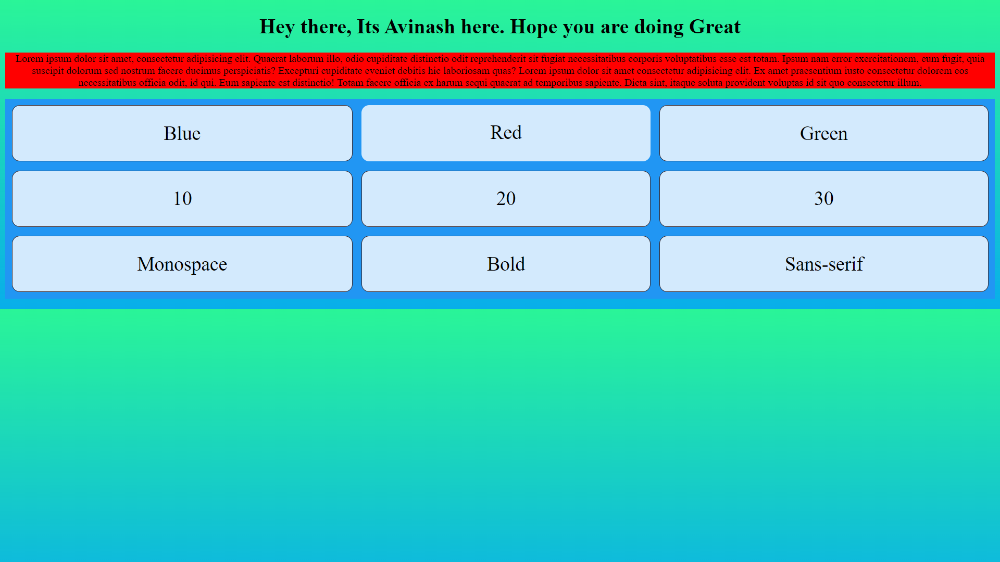 Hey there, Its Avinash here. Hope you are doing Great
Lorem ipsum dolor sit amet, consectetur adipisicing elit. Quaerat laborum illo, odio cupiditate distinctio odit reprehenderit sit fugiat necessitatibus corporis voluptatibus esse est totam. Ipsum nam error exercitationem, eum fugit, quia
suscipit dolorum sed nostrum facere ducimus perspiciatis? Excepturi cupiditate eveniet debitis hic laboriosam quas? Lorem ipsum dolor sit amet consectetur adipisicing elit. Ex amet praesentium iusto consectetur dolorem eos
necessitatibus officia odit, id qui. Eum sapiente est distinctio! Totam facere officia ex harum sequi quaerat ad temporibus sapiente. Dicta sint, itaque soluta provident voluptas id sit quo consectetur illum.
Blue
Red
Green
10
20
30
Monospace
Bold
Sans-serif